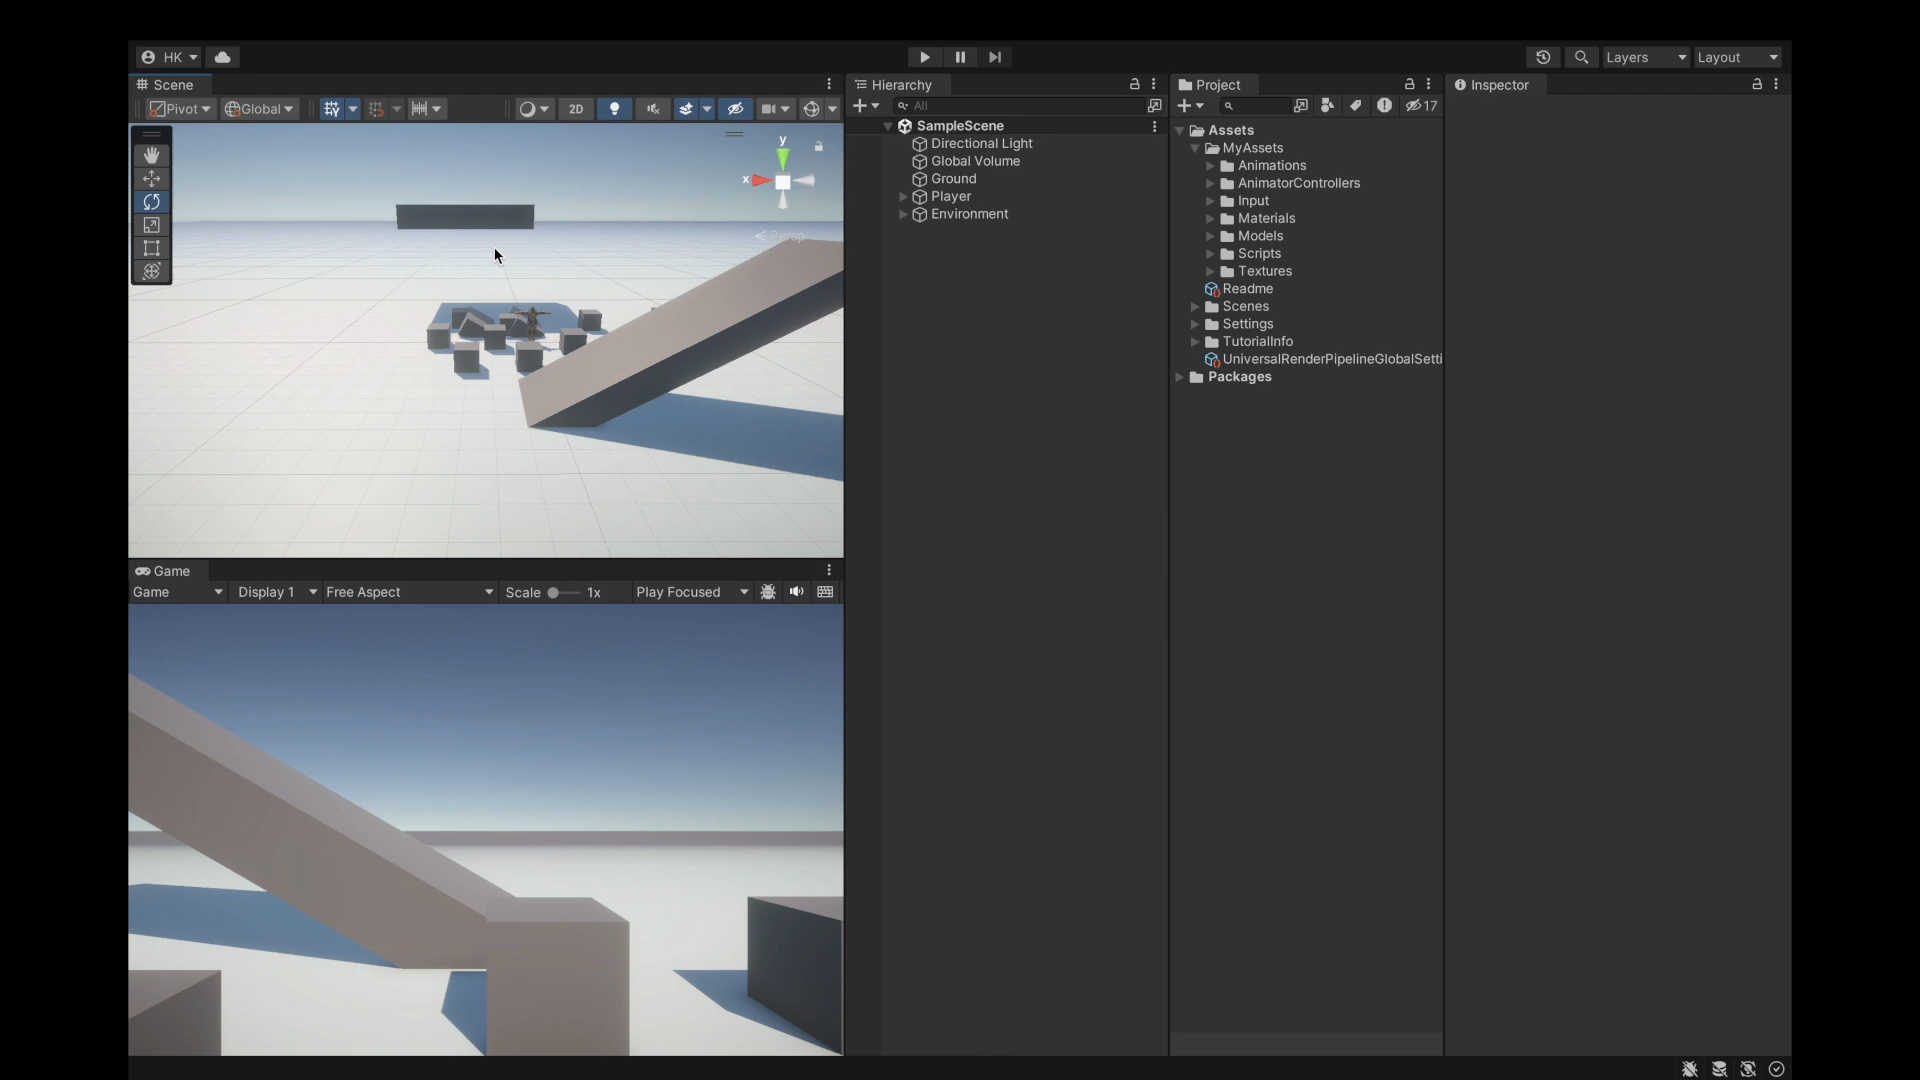 HK
Layers
Layout
Scene
Pivot
Global
2D
y
x
Persp
Game
Game
Display 1
Free Aspect
Scale
1x
Play Focused
Hierarchy
All
SampleScene
Directional Light
Global Volume
Ground
Player
Environment
Project
17
Assets
MyAssets
Animations
AnimatorControllers
Input
Materials
Models
Scripts
Textures
Readme
Scenes
Settings
TutorialInfo
UniversalRenderPipelineGlobalSetti
Packages
Inspector